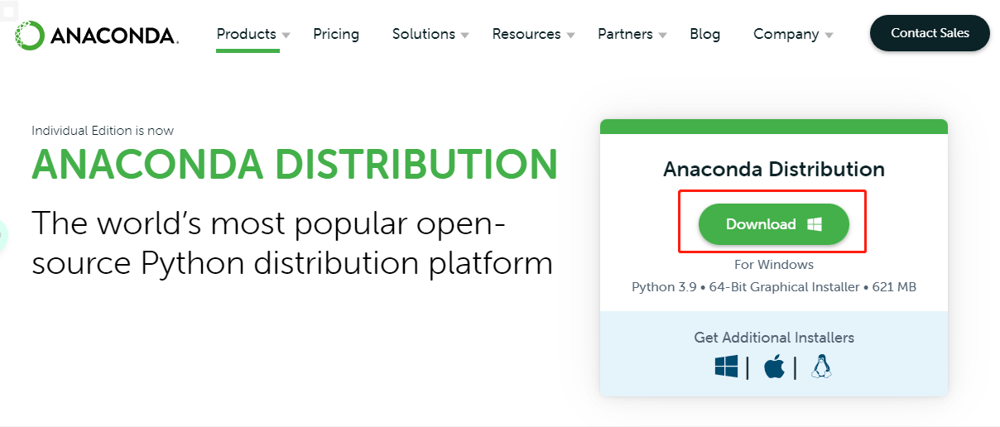 ANACONDA.
Products
Pricing
Solutions
Resources
Partners
Blog
Company
Contact Sales
Individual Edition is now
ANACONDA DISTRIBUTION
The world’s most popular open-
source Python distribution platform
Anaconda Distribution
Download
For Windows
Python 3.9 • 64-Bit Graphical Installer • 621 MB
Get Additional Installers